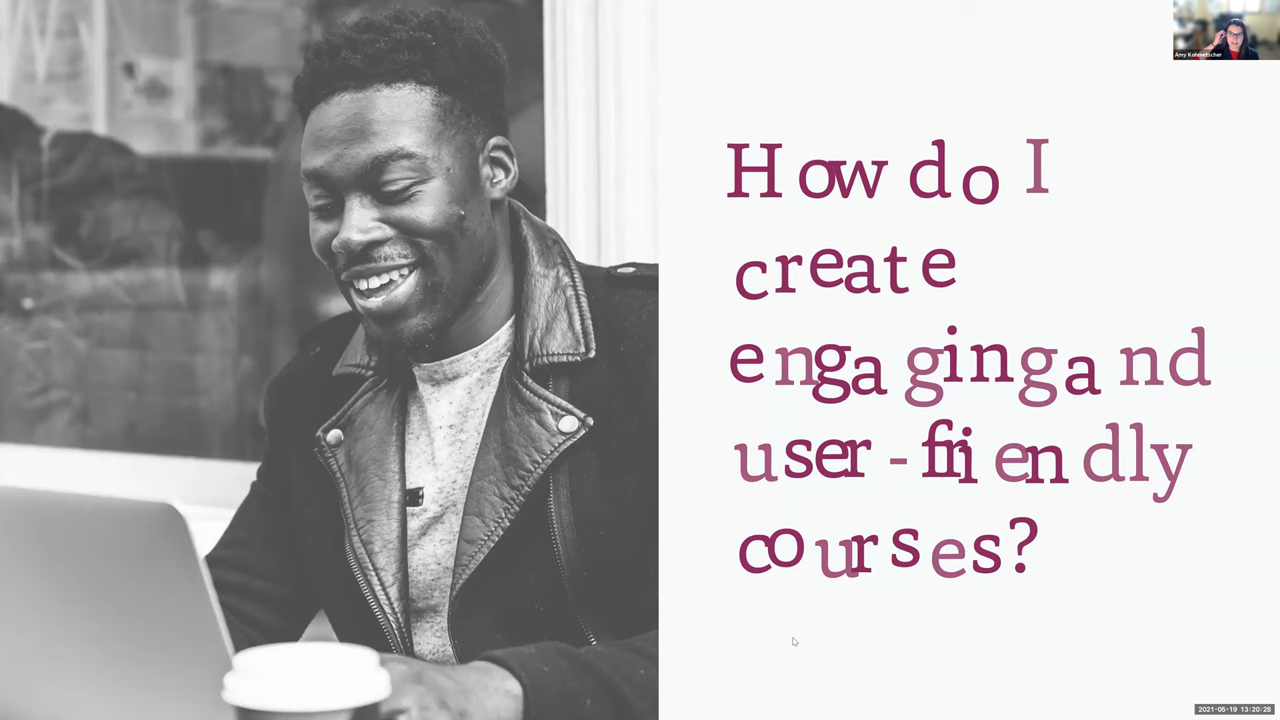 Amy Kohmetscher
How do I
create
engaging and
user-friendly
courses?
2021-05-19 13:20:28